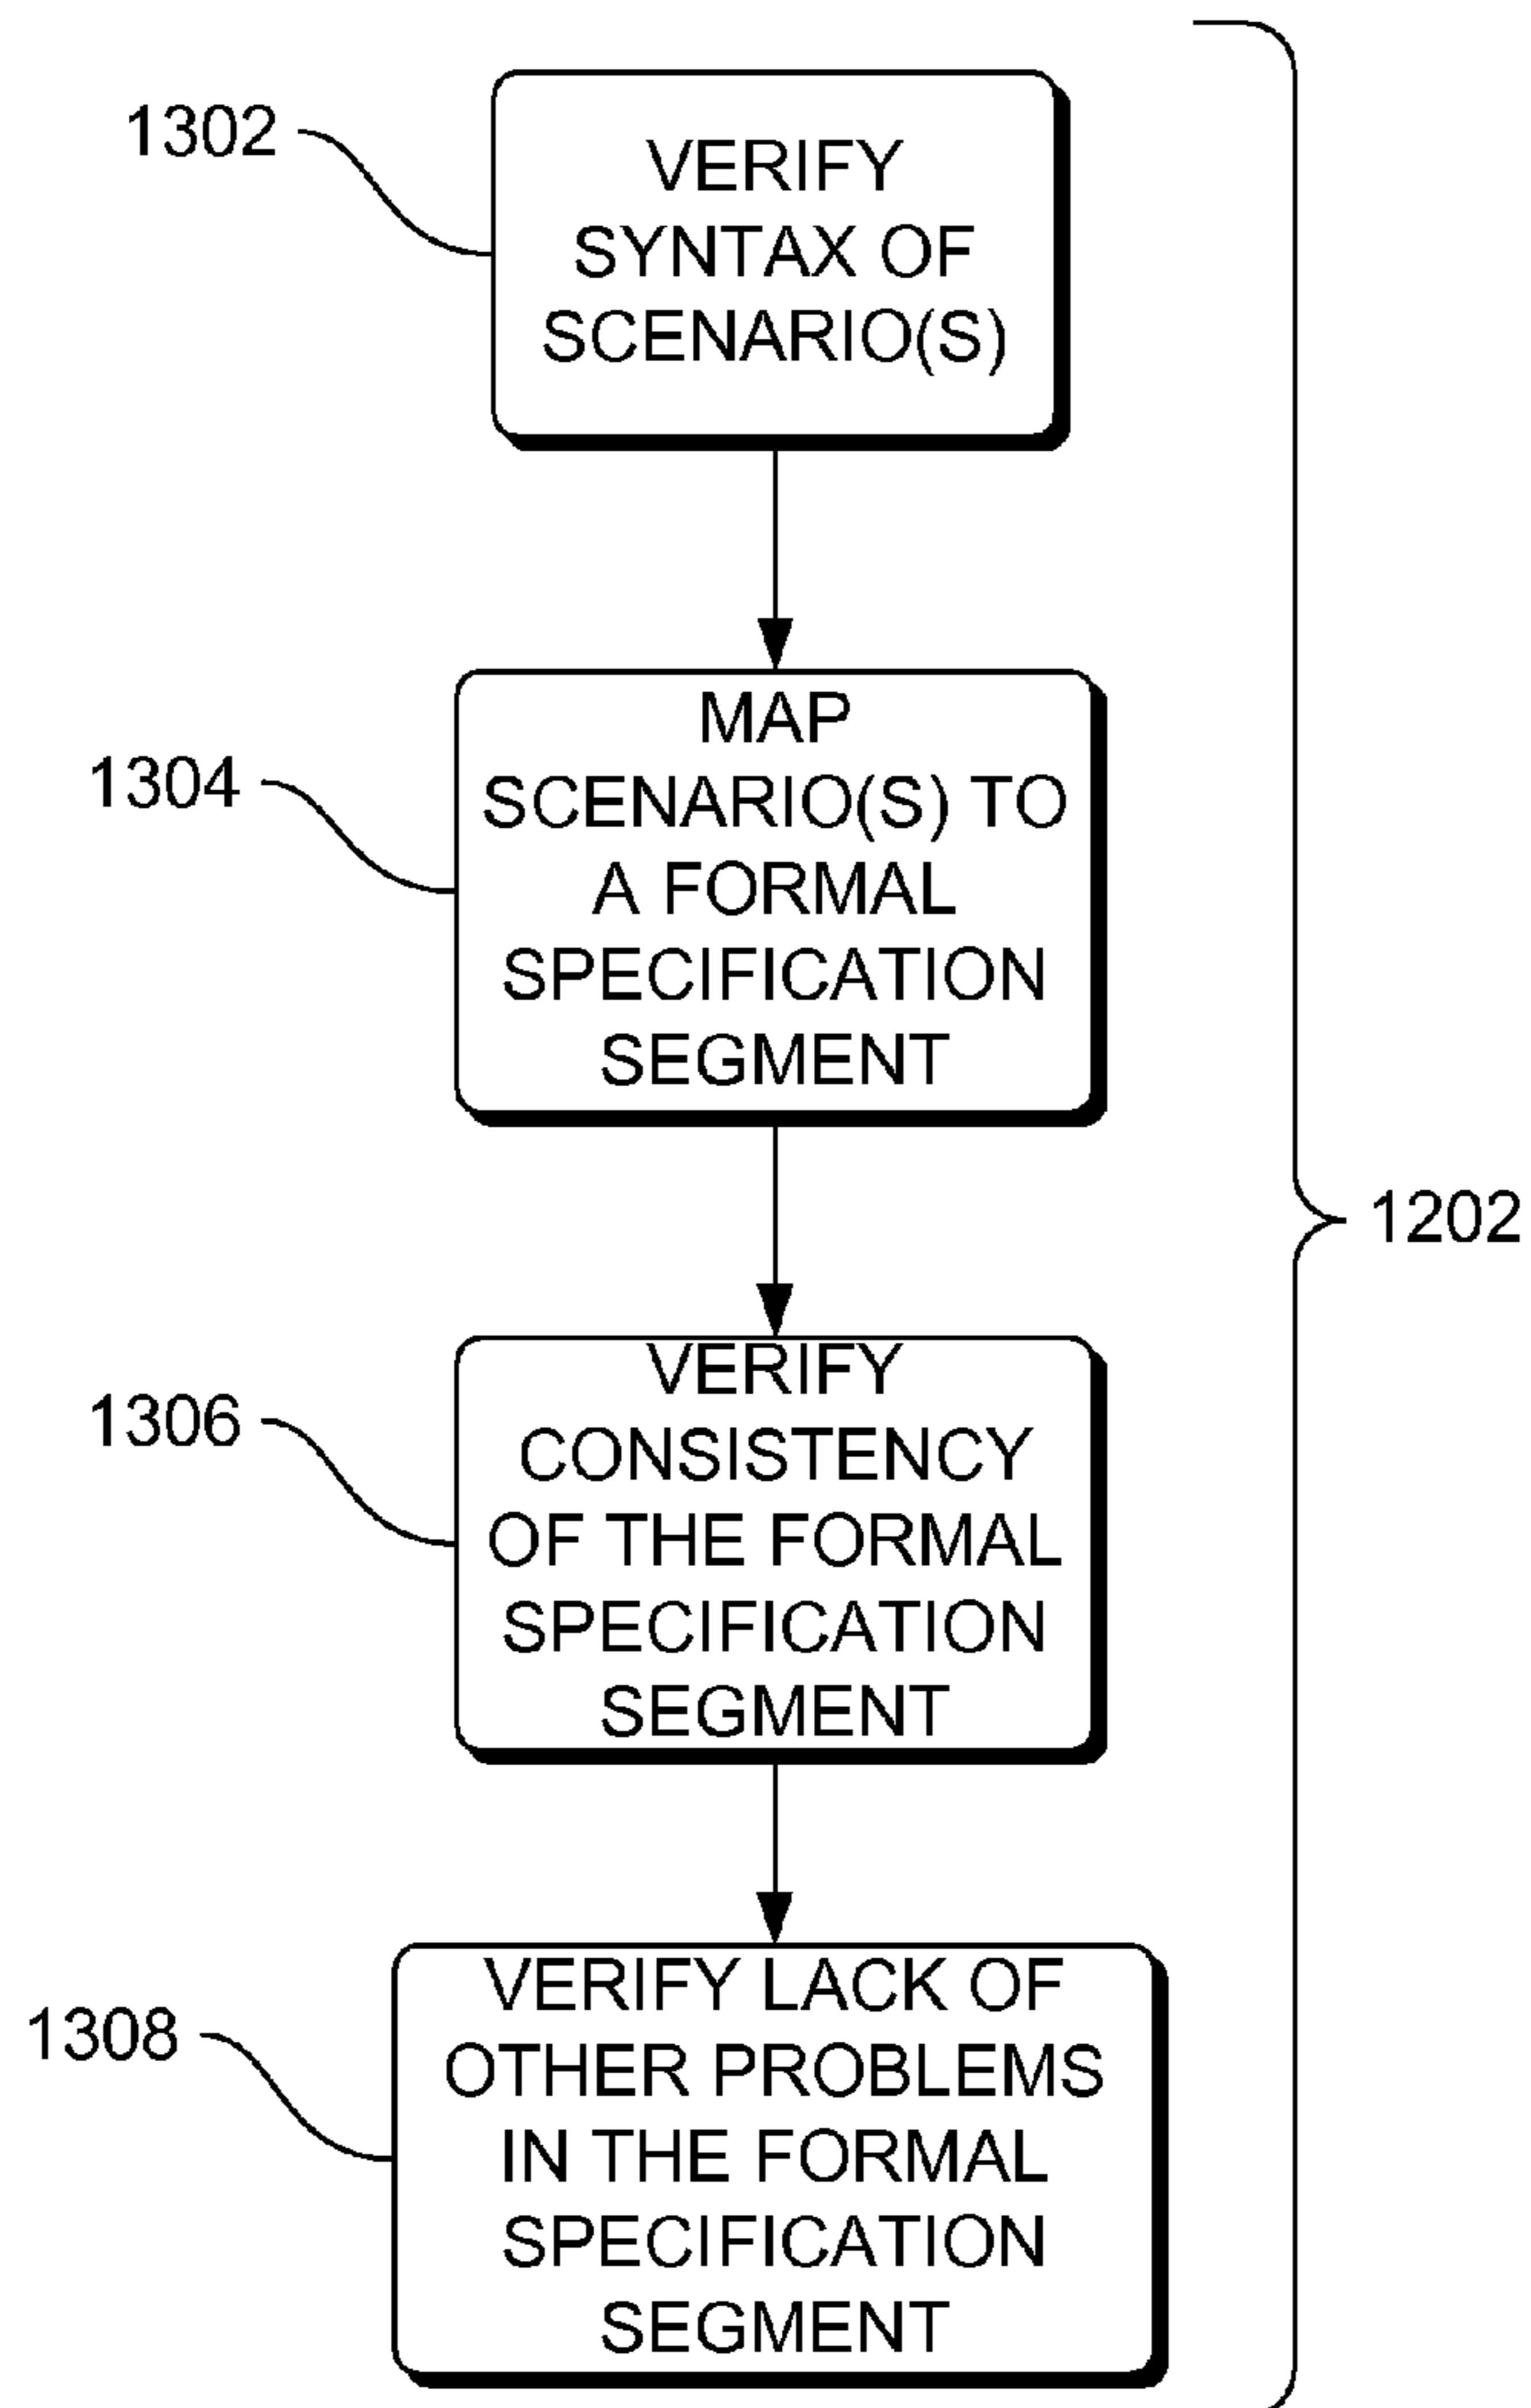 1302
VERIFY
SYNTAX OF
SCENARIO(S)
1304
MAP
SCENARIO(S) TO
A FORMAL
SPECIFICATION
SEGMENT
1202
1306
VERIFY
CONSISTENCY
OF THE FORMAL
SPECIFICATION
SEGMENT
1308
VERIFY LACK OF
OTHER PROBLEMS
IN THE FORMAL
SPECIFICATION
SEGMENT